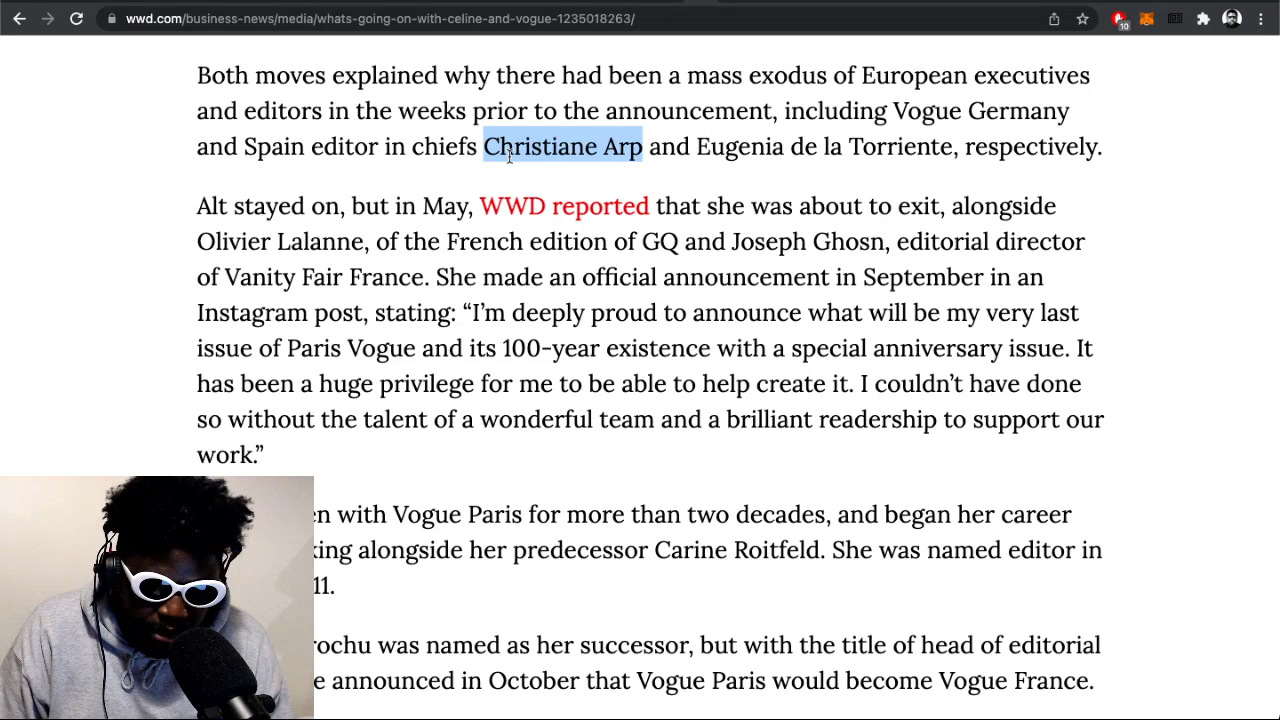 wwd.com/business-news/media/whats-going-on-with-celine-and-vogue-1235018263/
10
Both moves explained why there had been a mass exodus of European executives
and editors in the weeks prior to the announcement, including Vogue Germany
and Spain editor in chiefs Christiane Arp and Eugenia de la Torriente, respectively.
Alt stayed on, but in May, WWD reported that she was about to exit, alongside
Olivier Lalanne, of the French edition of GQ and Joseph Ghosn, editorial director
of Vanity Fair France. She made an official announcement in September in an
Instagram post, stating: “I’m deeply proud to announce what will be my very last
issue of Paris Vogue and its 100-year existence with a special anniversary issue. It
has been a huge privilege for me to be able to help create it. I couldn’t have done
so without the talent of a wonderful team and a brilliant readership to support our
work.”
with Vogue Paris for more than two decades, and began her career
alongside her predecessor Carine Roitfeld. She was named editor in
11.
was named as her successor, but with the title of head of editorial
announced in October that Vogue Paris would become Vogue France.